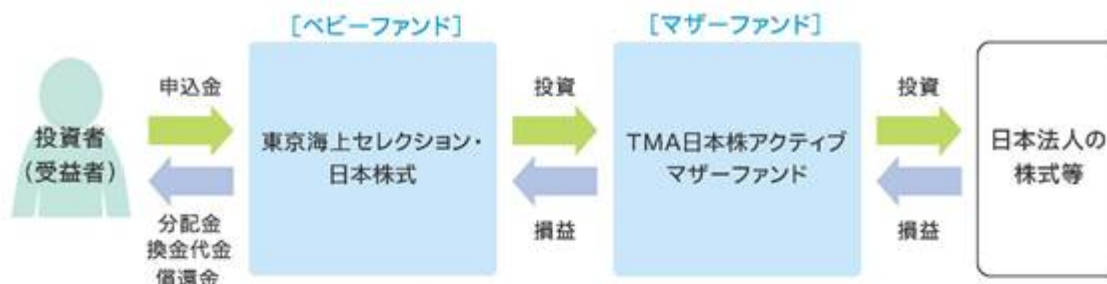 [ベビーファンド]
[マザーファンド]
申込金
投資
投資
投資者
(受益者)
東京海上セレクション・
日本株式
TMA日本株アクティブ
マザーファンド
日本法人の
株式等
分配金
換金代金
償還金
損益
損益